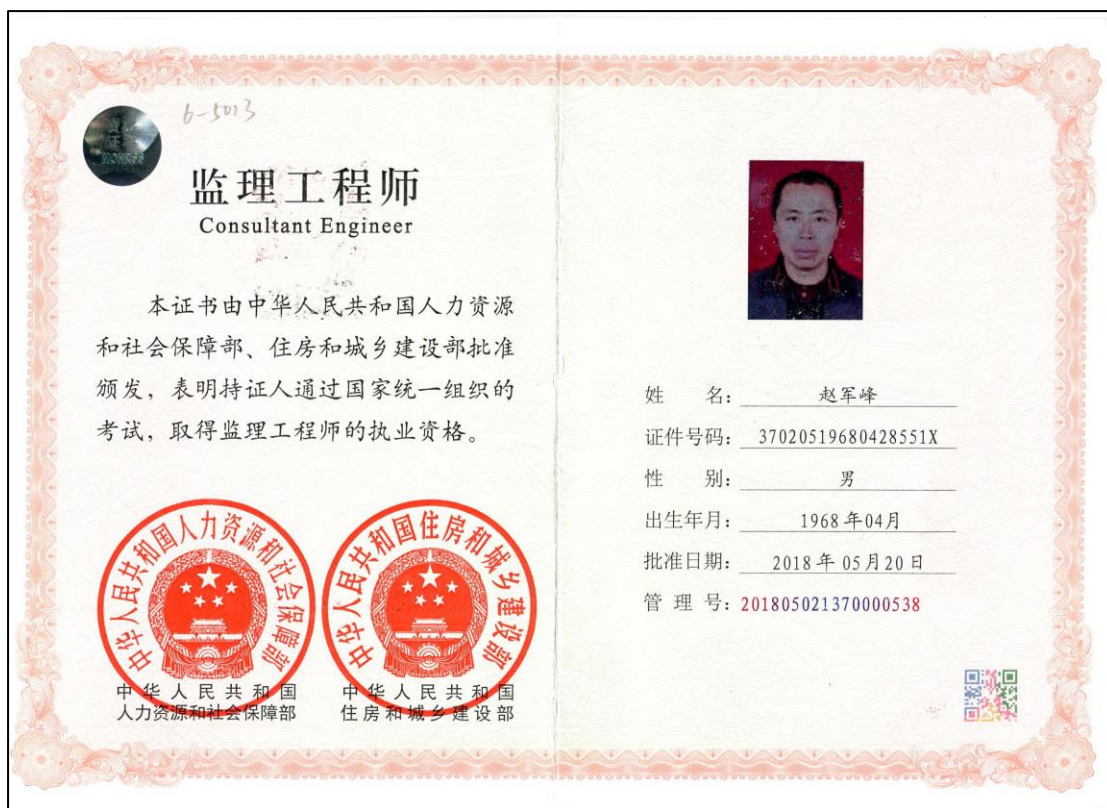 6-5013
监理工程师
Consultant Engineer
本证书由中华人民共和国人力资源
和社会保障部、住房和城乡建设部批准
颁发，表明持证人通过国家统一组织的
考试，取得监理工程师的执业资格。
中华人民共和国人力资源和社会保障部
中华人民共和国住房和城乡建设部
中华人民共和国
人力资源和社会保障部
中华人民共和国
住房和城乡建设部
姓 名： 赵军峰
证件号码： 37020519680428551X
性 别： 男
出生年月： 1968年04月
批准日期： 2018年05月20日
管 理 号： 201805021370000538